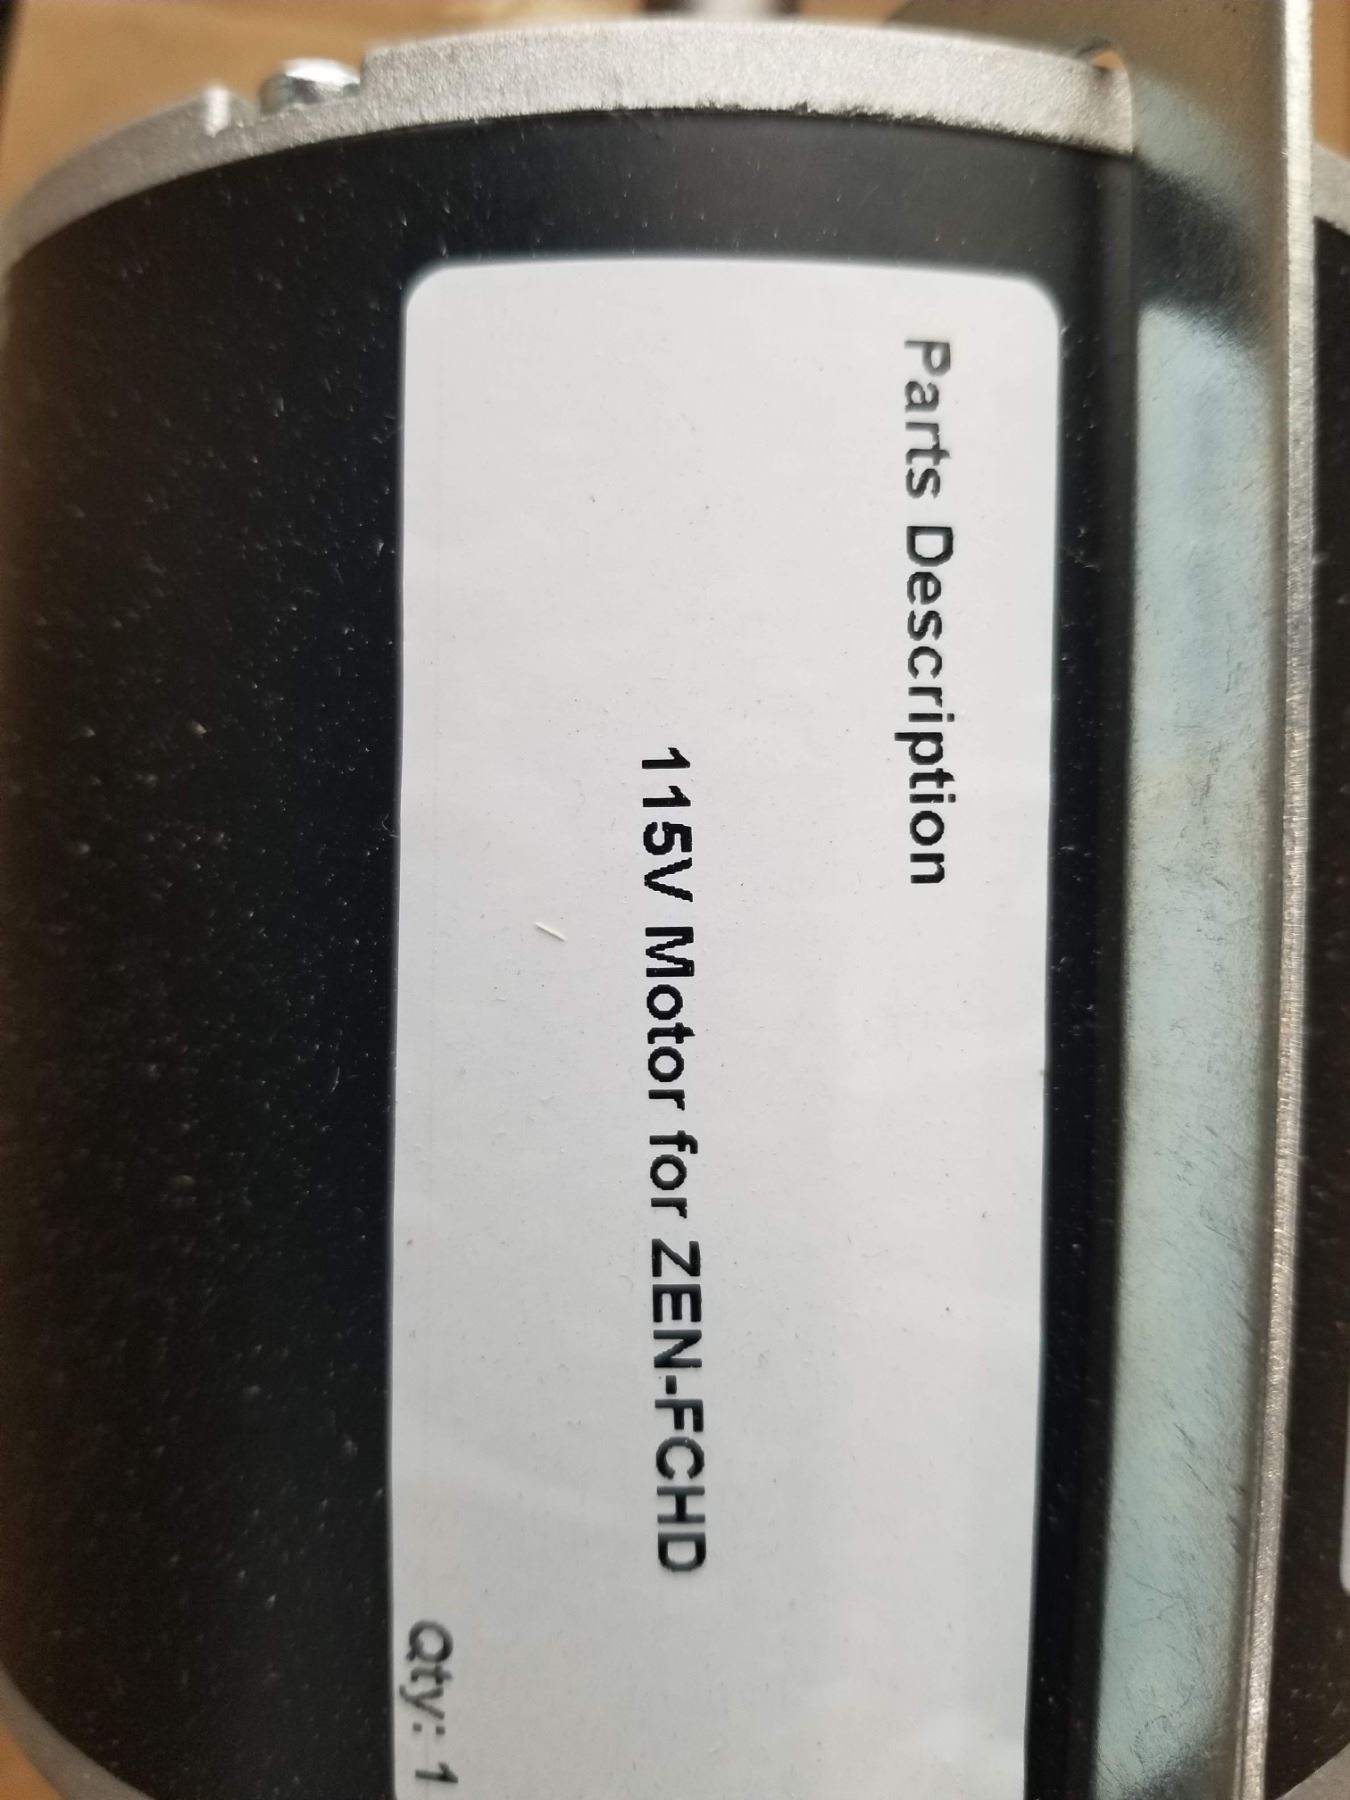 Parts Description
115V Motor for ZEN-FCHD
Qty: 1